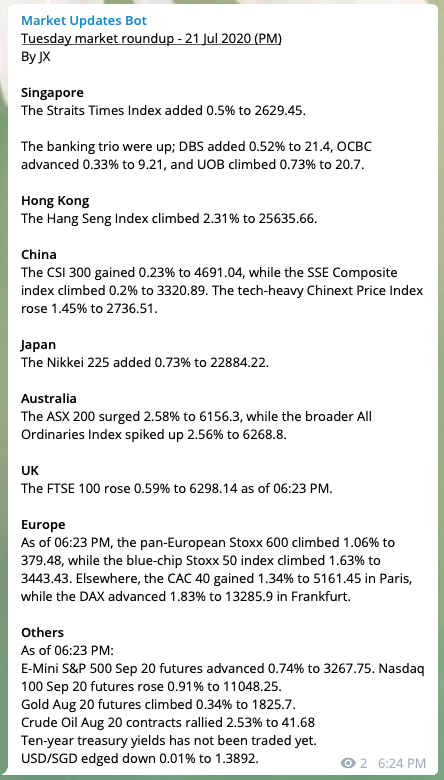 Market Updates Bot
Tuesday market roundup - 21 Jul 2020 (PM)
By JX
Singapore
The Straits Times Index added 0.5% to 2629.45.
The banking trio were up; DBS added 0.52% to 21.4, OCBC
advanced 0.33% to 9.21, and UOB climbed 0.73% to 20.7.
Hong Kong
The Hang Seng Index climbed 2.31% to 25635.66.
China
The CSI 300 gained 0.23% to 4691.04, while the SSE Composite
index climbed 0.2% to 3320.89. The tech-heavy Chinext Price Index
rose 1.45% to 2736.51.
Japan
The Nikkei 225 added 0.73% to 22884.22.
Australia
The ASX 200 surged 2.58% to 6156.3, while the broader All
Ordinaries Index spiked up 2.56% to 6268.8.
UK
The FTSE 100 rose 0.59% to 6298.14 as of 06:23 PM.
Europe
As of 06:23 PM, the pan-European Stoxx 600 climbed 1.06% to
379.48, while the blue-chip Stoxx 50 index climbed 1.63% to
3443.43. Elsewhere, the CAC 40 gained 1.34% to 5161.45 in Paris,
while the DAX advanced 1.83% to 13285.9 in Frankfurt.
Others
As of 06:23 PM:
E-Mini S&P 500 Sep 20 futures advanced 0.74% to 3267.75. Nasdaq
100 Sep 20 futures rose 0.91% to 11048.25.
Gold Aug 20 futures climbed 0.34% to 1825.7.
Crude Oil Aug 20 contracts rallied 2.53% to 41.68
Ten-year treasury yields has not been traded yet.
USD/SGD edged down 0.01% to 1.3892.
2 6:24 PM